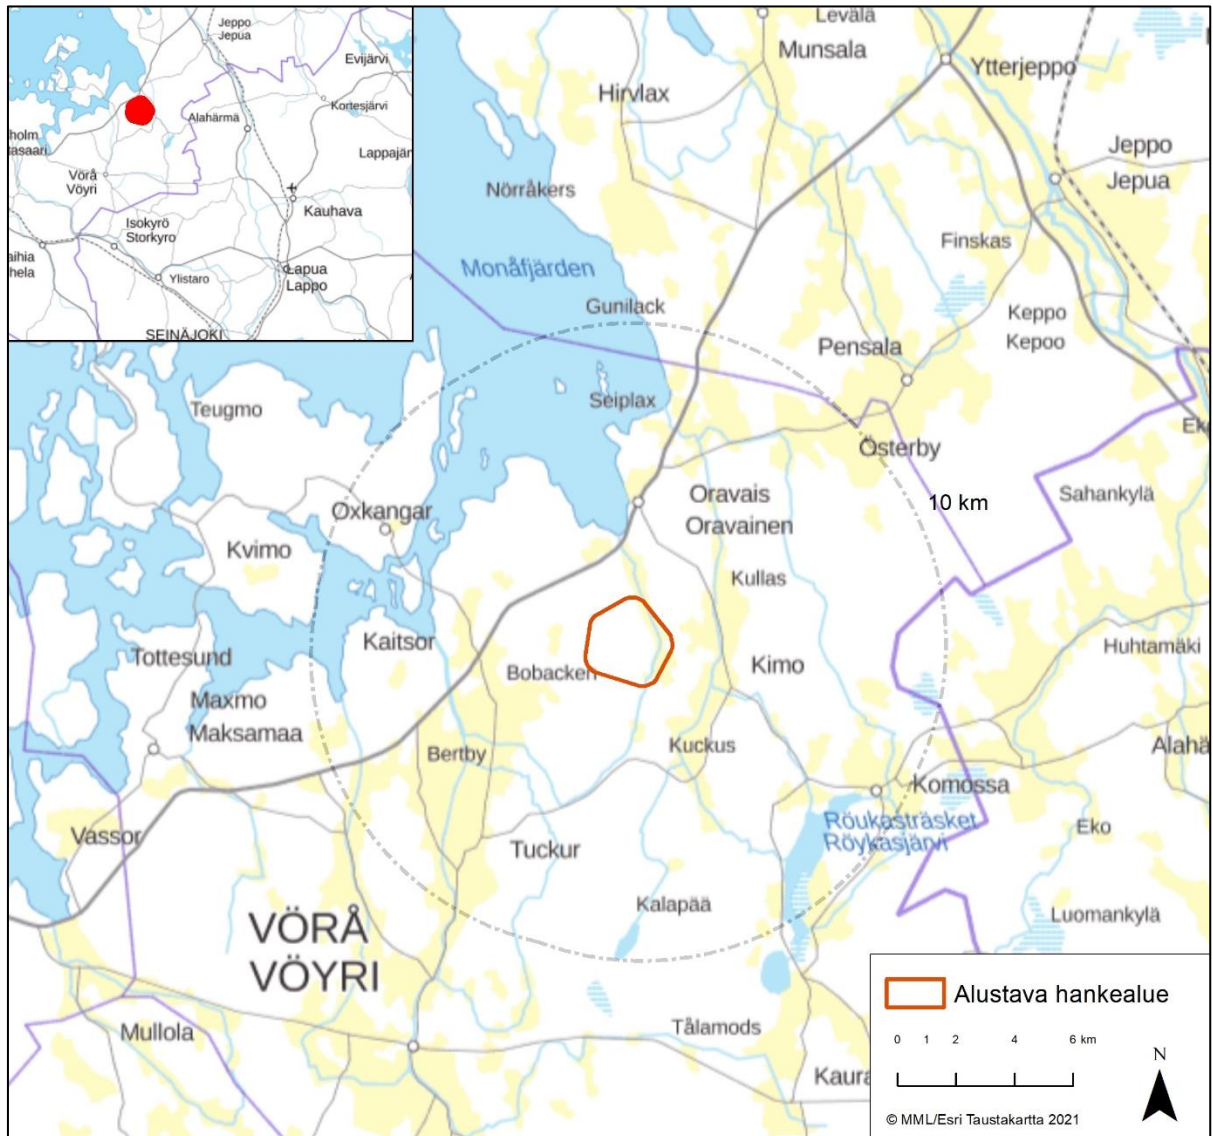 Jeppo
Jepua
Evijärvi
Kortesjärvi
Alahärmä
holm
tasaari
Lappajär
Vörå
Vöyri
Kauhava
Isokyrö
Storkyro
aihia
hela
Ylistaro
Lapua
Lappo
SEINÄJOKI
Levälä
Munsala
Ytterjeppo
Hirvlax
Jeppo
Jepua
Nörråkers
Finskas
Monåfjärden
Gunilack
Keppo
Kepoo
Pensala
Seiplax
Teugmo
Ek
Österby
Oravais
Oravainen
10 km
Sahankylä
Oxkangar
Kvimo
Kullas
Kaitsor
Huhtamäki
Tottesund
Bobacken
Kimo
Maxmo
Maksamaa
Bertby
Kuckus
Alahä
Komossa
Röukasträsket
Röykasjärvi
Eko
Vassor
Tuckur
Kalapää
Luomankylä
VÖRÅ
VÖYRI
Mullola
Tålamods
Kaura
Alustava hankealue
0 1 2 4 6 km
N
© MML/Esri Taustakartta 2021